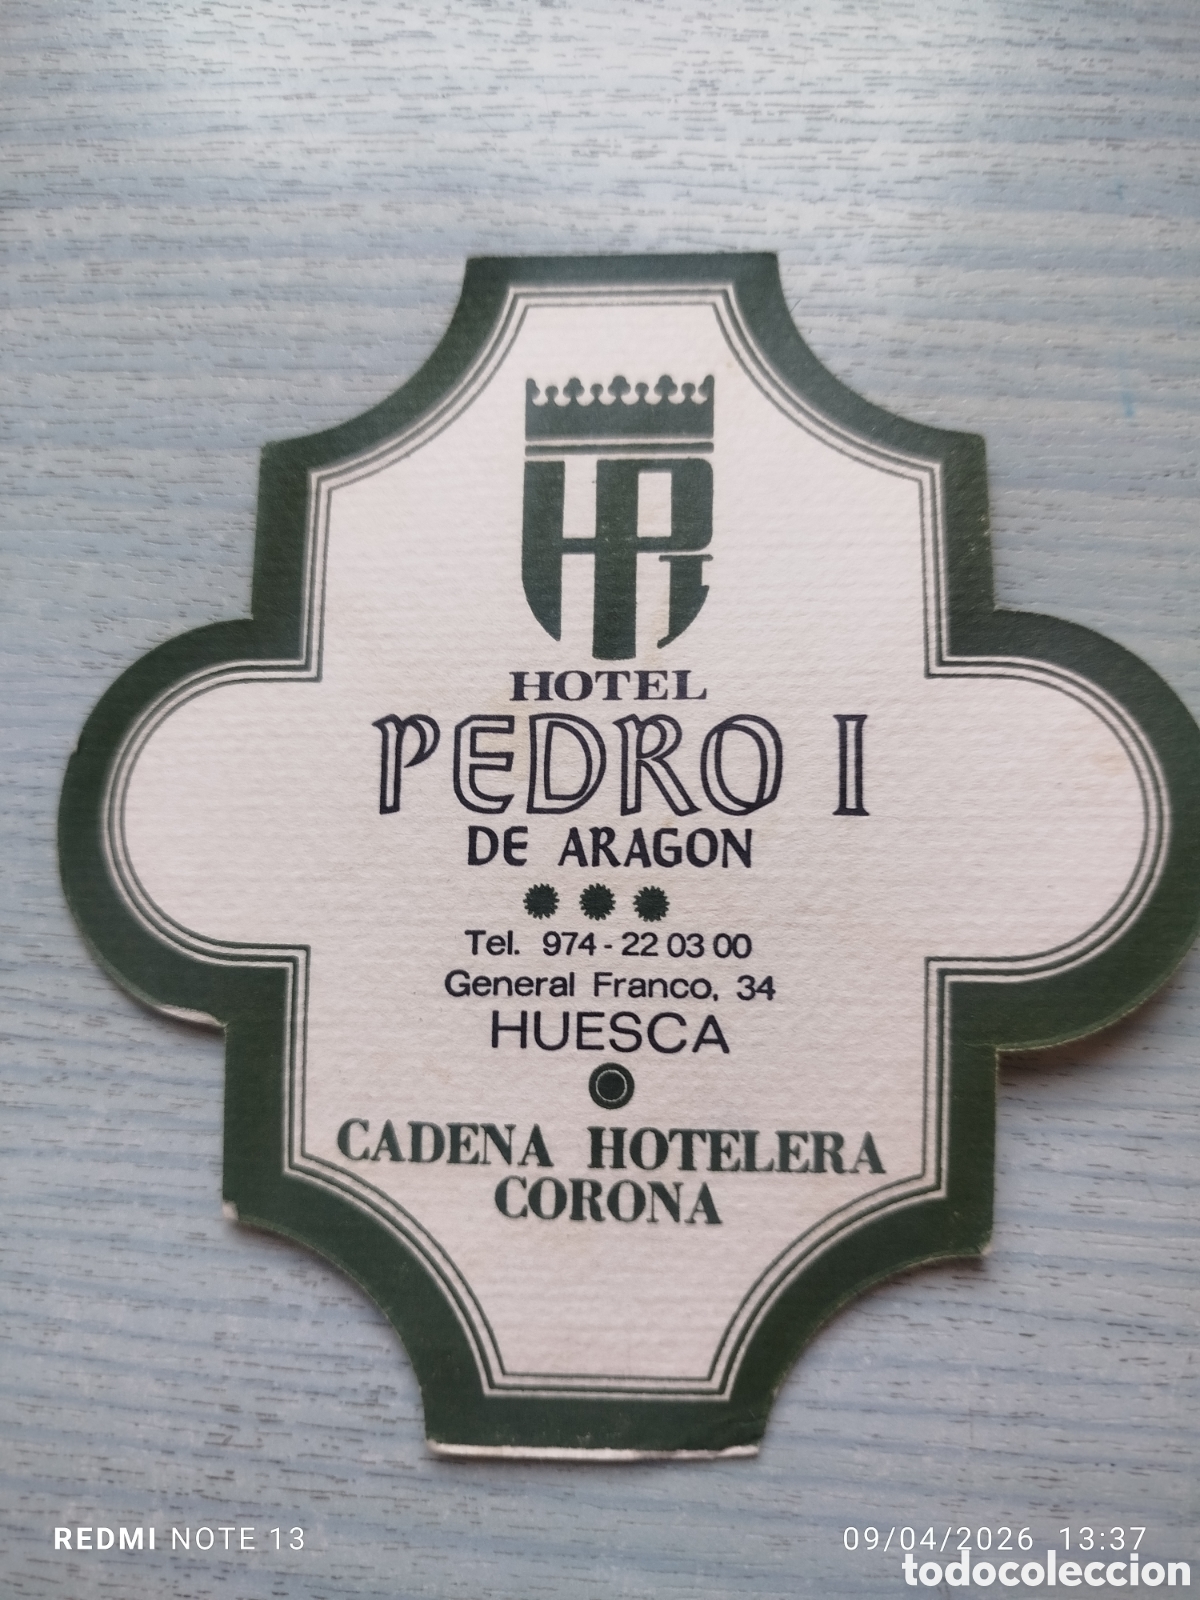 HPI
HOTEL
PEDRO I
DE ARAGON
Tel. 974-22 03 00
General Franco, 34
HUESCA
CADENA HOTELERA
CORONA
REDMI NOTE 13
09/04/2026 13:37
todocoleccion